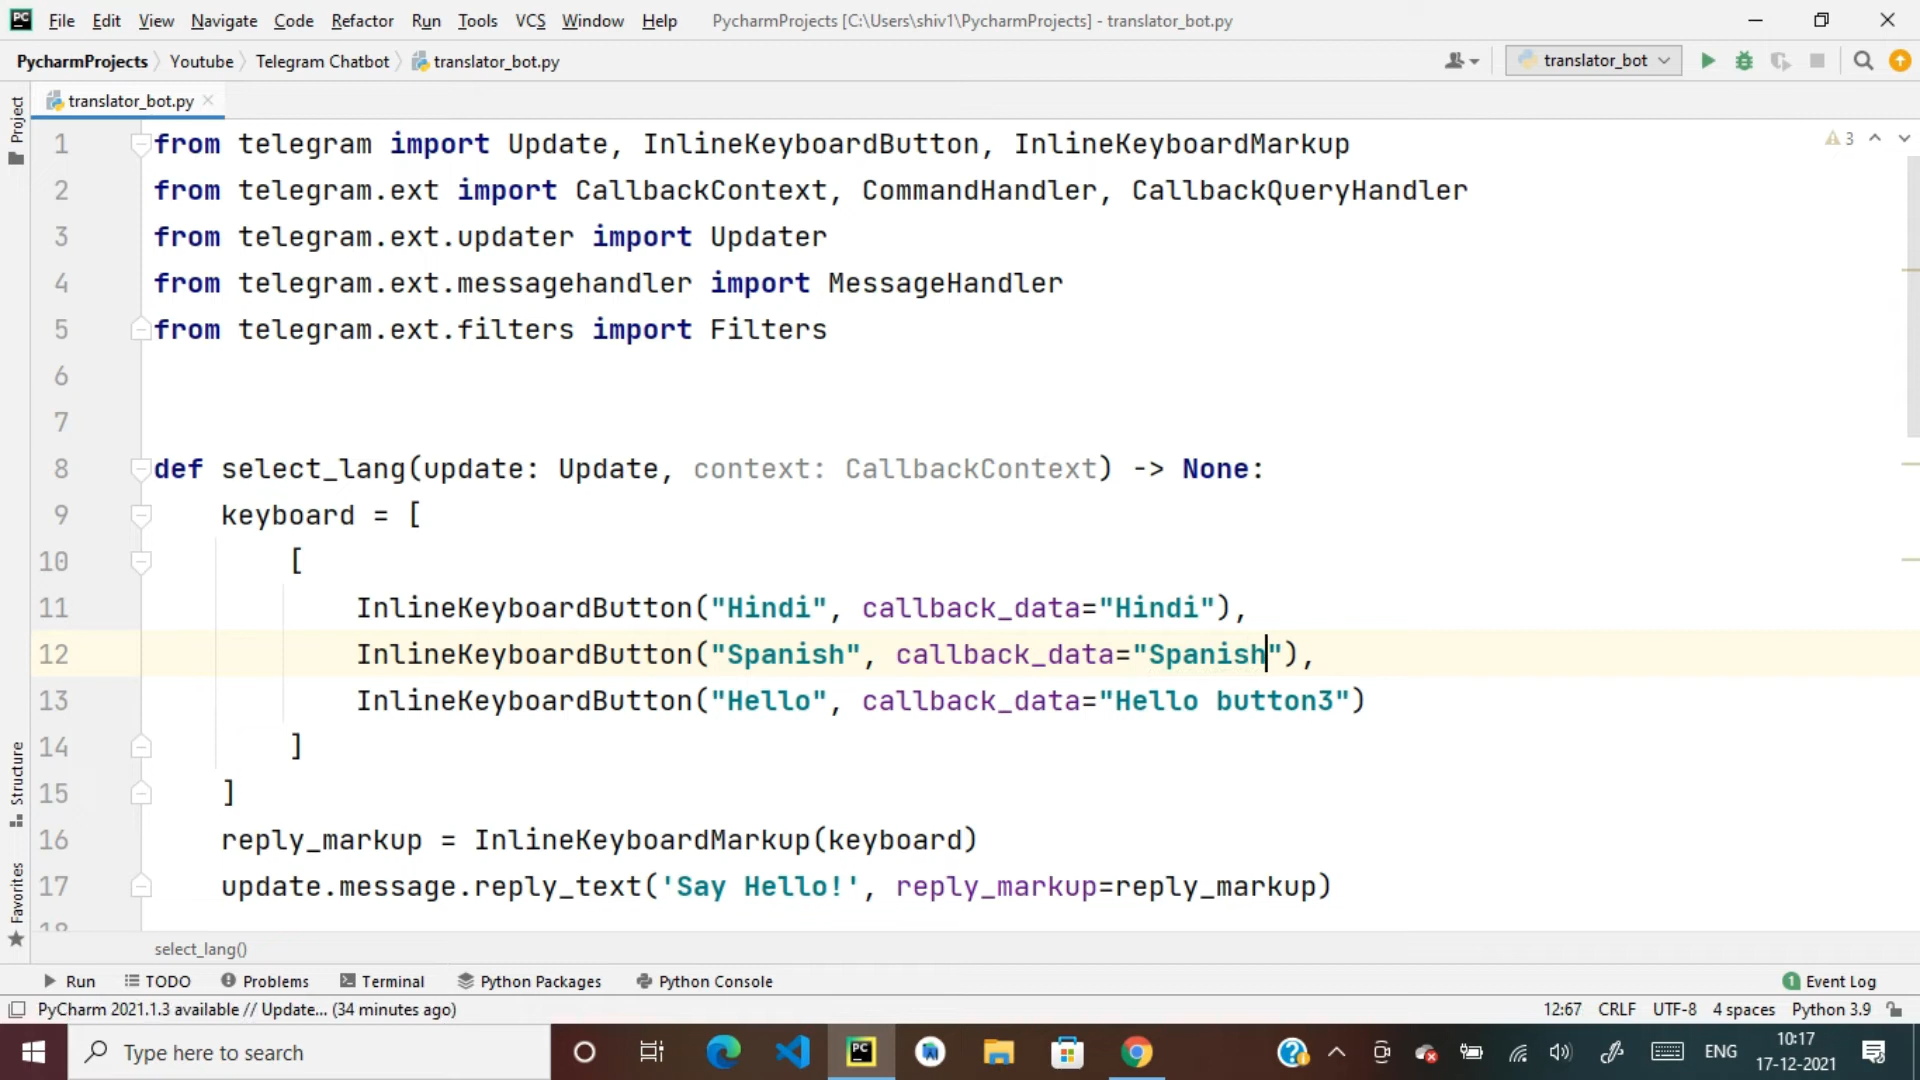 PC File Edit View Navigate Code Refactor Run Tools VCS Window Help PycharmProjects [C:\Users\shiv1\PycharmProjects] - translator_bot.py
PycharmProjects Youtube Telegram Chatbot translator_bot.py translator_bot
translator_bot.py
Project
1 from telegram import Update, InlineKeyboardButton, InlineKeyboardMarkup 3
2 from telegram.ext import CallbackContext, CommandHandler, CallbackQueryHandler
3 from telegram.ext.updater import Updater
4 from telegram.ext.messagehandler import MessageHandler
5 from telegram.ext.filters import Filters
6
7
8 def select_lang(update: Update, context: CallbackContext) -> None:
9 keyboard = [
10 [
11 InlineKeyboardButton("Hindi", callback_data="Hindi"),
12 InlineKeyboardButton("Spanish", callback_data="Spanish"),
13 InlineKeyboardButton("Hello", callback_data="Hello button3")
14 ]
15 ]
16 reply_markup = InlineKeyboardMarkup(keyboard)
17 update.message.reply_text('Say Hello!', reply_markup=reply_markup)
18
Structure
Favorites
select_lang()
Run TODO Problems Terminal Python Packages Python Console 1 Event Log
PyCharm 2021.1.3 available // Update... (34 minutes ago) 12:67 CRLF UTF-8 4 spaces Python 3.9
Type here to search PC ENG 10:17
17-12-2021